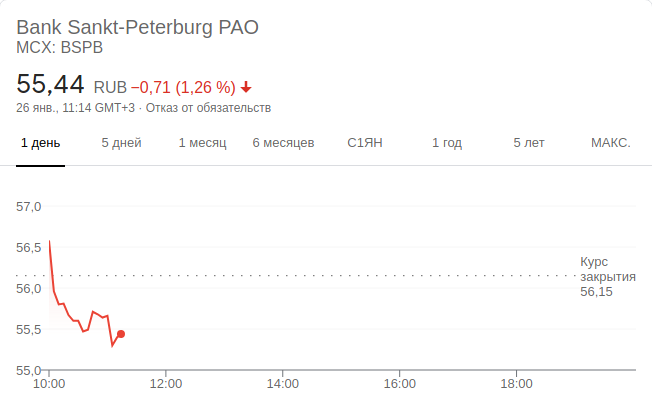 Bank Sankt-Peterburg PAO
MCX: BSPB
55,44 RUB −0,71 (1,26 %)
26 янв., 11:14 GMT+3 · Отказ от обязательств
1 день 5 дней 1 месяц 6 месяцев С1ЯН 1 год 5 лет МАКС.
57,0
56,5
Курс
закрытия
56,15
56,0
55,5
55,0
10:00 12:00 14:00 16:00 18:00